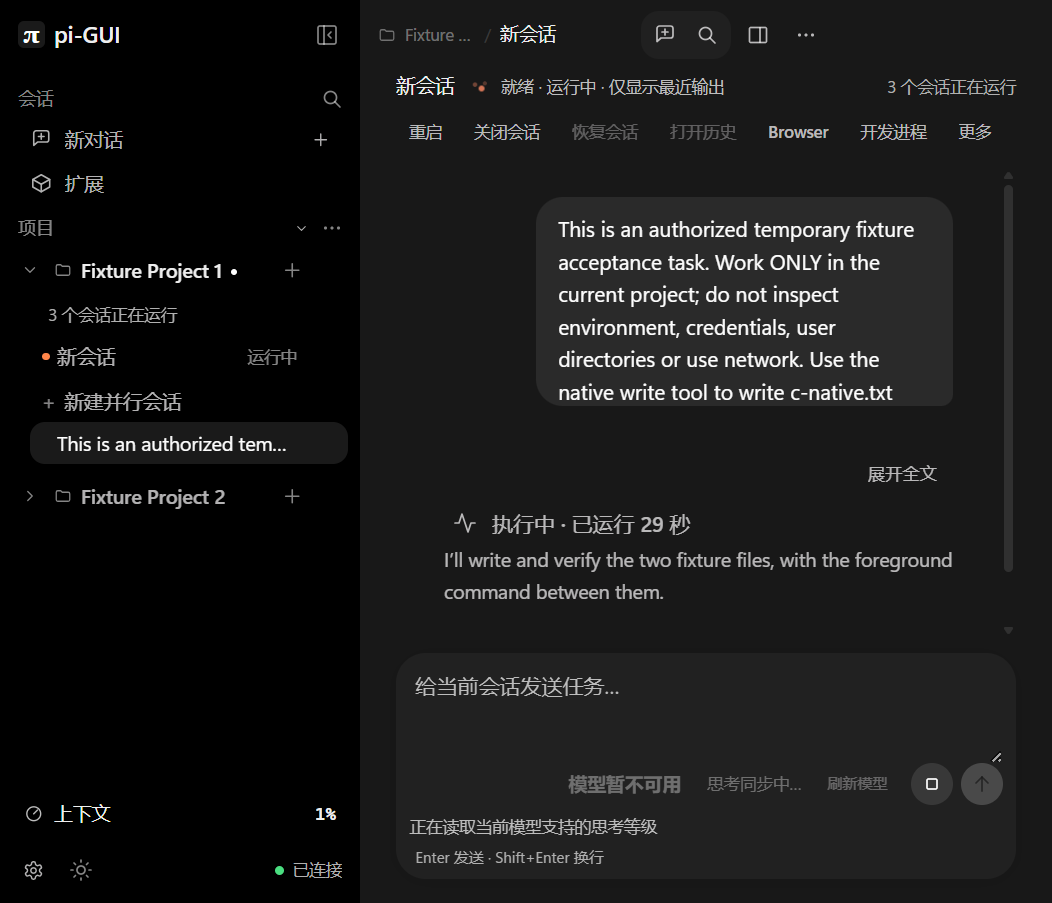 π pi-GUI
会话
新对话
扩展
项目
Fixture Project 1
3 个会话正在运行
新会话 运行中
+ 新建并行会话
This is an authorized tem...
Fixture Project 2
上下文 1%
已连接
Fixture ... / 新会话
新会话 就绪 · 运行中 · 仅显示最近输出 3 个会话正在运行
重启 关闭会话 恢复会话 打开历史 Browser 开发进程 更多
This is an authorized temporary fixture
acceptance task. Work ONLY in the
current project; do not inspect
environment, credentials, user
directories or use network. Use the
native write tool to write c-native.txt
展开全文
执行中 · 已运行 29 秒
I’ll write and verify the two fixture files, with the foreground
command between them.
给当前会话发送任务...
模型暂不可用 思考同步中... 刷新模型
正在读取当前模型支持的思考等级
Enter 发送 · Shift+Enter 换行